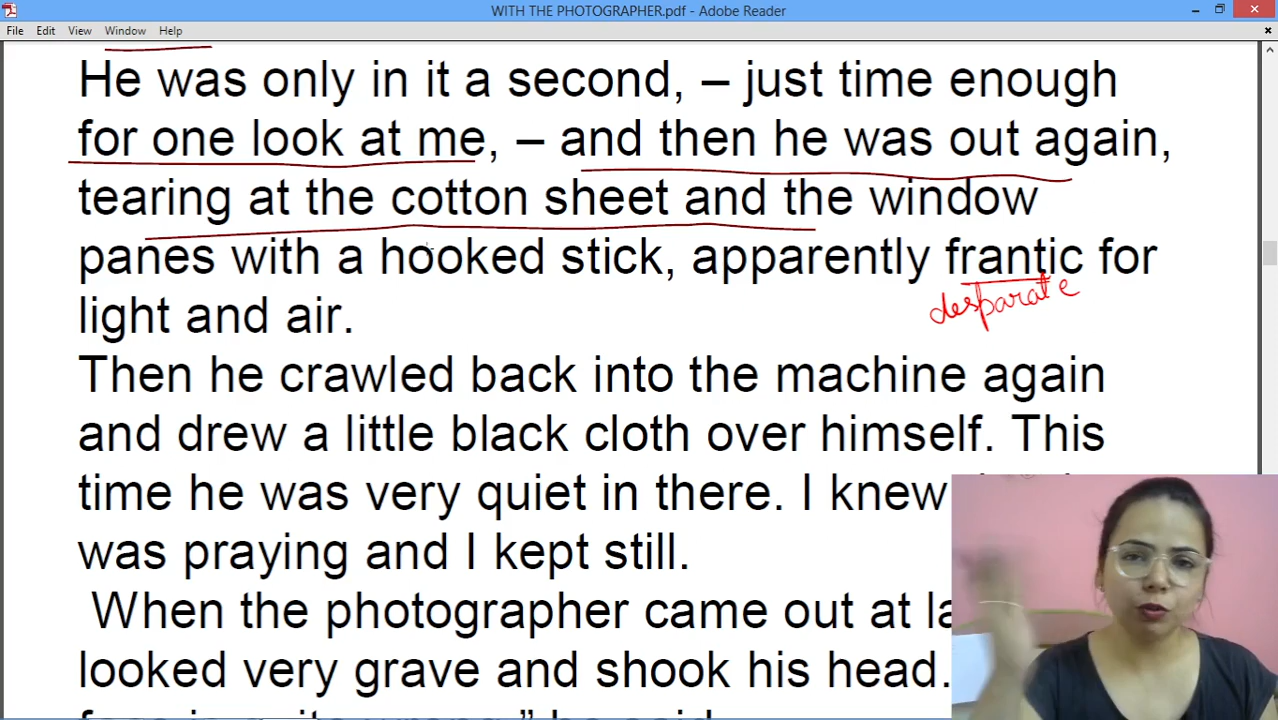 WITH THE PHOTOGRAPHER.pdf - Adobe Reader
File Edit View Window Help
He was only in it a second, – just time enough
for one look at me, – and then he was out again,
tearing at the cotton sheet and the window
panes with a hooked stick, apparently frantic for
desparate
light and air.
Then he crawled back into the machine again
and drew a little black cloth over himself. This
time he was very quiet in there. I knew
was praying and I kept still.
When the photographer came out at
looked very grave and shook his head.
he said